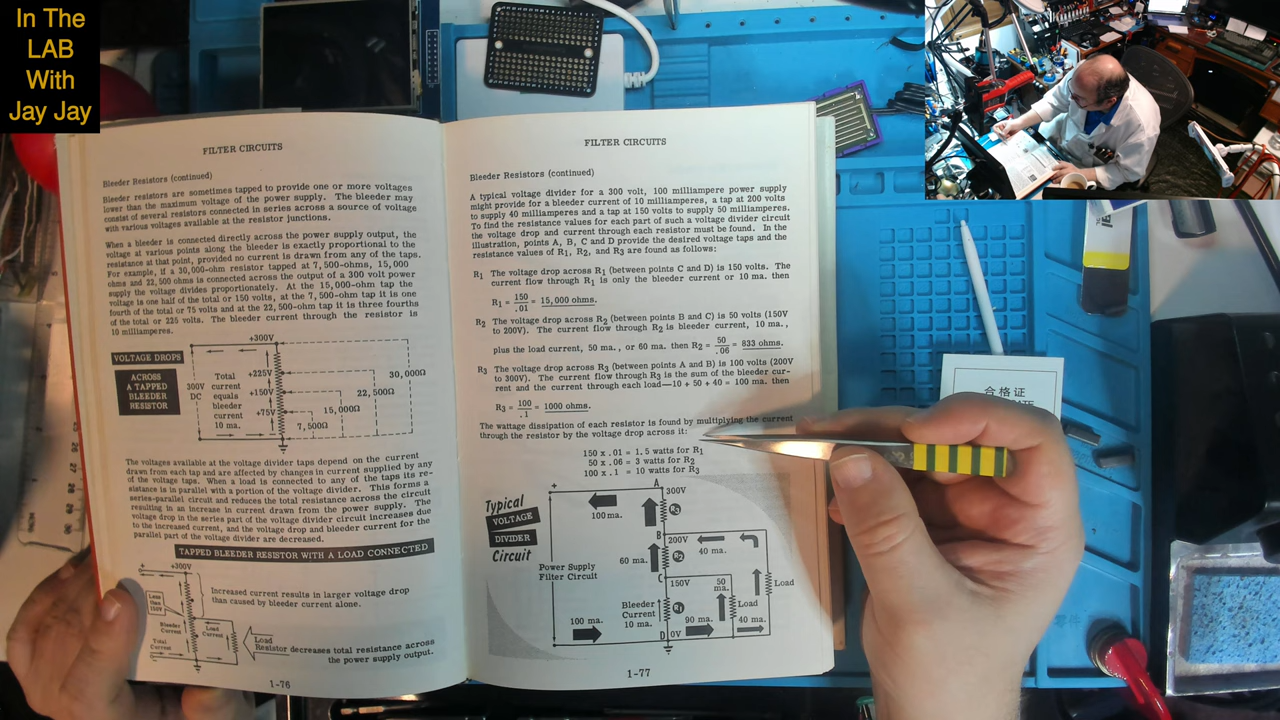 In The
LAB
With
Jay Jay
FILTER CIRCUITS
Bleeder Resistors (continued)
Bleeder resistors are sometimes tapped to provide one or more voltages
lower than the maximum voltage of the power supply. The bleeder may
consist of several resistors connected in series across a source of voltage
with various voltages available at the resistor junctions.
When a bleeder is connected directly across the power supply output, the
voltage at various points along the bleeder is exactly proportional to the
resistance at that point, provided no current is drawn from any of the taps.
For example, if a 30,000-ohm resistor tapped at 7,500-ohms, 15,000
ohms and 22,500 ohms is connected across the output of a 300 volt power
supply the voltage divides proportionately. At the 15,000-ohm tap the
voltage is one half of the total or 150 volts, at the 7,500-ohm tap it is one
fourth of the total or 75 volts and at the 22,500-ohm tap it is three fourths
of the total or 225 volts. The bleeder current through the resistor is
10 milliamperes.
VOLTAGE DROPS
ACROSS
A TAPPED
BLEEDER
RESISTOR
300V
DC
Total
current
equals
bleeder
current
10 ma.
+300V
+225V
+150V
+75V
30,000Ω
22,500Ω
15,000Ω
7,500Ω
The voltages available at the voltage divider taps depend on the current
drawn from each tap and are affected by changes in current supplied by any
of the voltage taps. When a load is connected to any of the taps its re-
sistance is in parallel with a portion of the voltage divider. This forms a
series-parallel circuit and reduces the total resistance across the circuit
resulting in an increase in current drawn from the power supply. The
voltage drop in the series part of the voltage divider circuit increases due
to the increased current, and the voltage drop and bleeder current for the
parallel part of the voltage divider are decreased.
TAPPED BLEEDER RESISTOR WITH A LOAD CONNECTED
+300V
Increased current results in larger voltage drop
than caused by bleeder current alone.
Less
than
150V
Bleeder
Current
Load
Current
Total
Current
Load
Resistor decreases total resistance across
the power supply output.
1-76
FILTER CIRCUITS
Bleeder Resistors (continued)
A typical voltage divider for a 300 volt, 100 milliampere power supply
might provide for a bleeder current of 10 milliamperes, a tap at 200 volts
to supply 40 milliamperes and a tap at 150 volts to supply 50 milliamperes.
To find the resistance values for each part of such a voltage divider circuit
the voltage drop and current through each resistor must be found. In the
illustration, points A, B, C and D provide the desired voltage taps and the
resistance values of R1, R2, and R3 are found as follows:
R1 The voltage drop across R1 (between points C and D) is 150 volts. The
current flow through R1 is only the bleeder current or 10 ma. then
R1 = 150/.01 = 15,000 ohms.
R2 The voltage drop across R2 (between points B and C) is 50 volts (150V
to 200V). The current flow through R2 is bleeder current, 10 ma.,
plus the load current, 50 ma., or 60 ma. then R2 = 50/.06 = 833 ohms.
R3 The voltage drop across R3 (between points A and B) is 100 volts (200V
to 300V). The current flow through R3 is the sum of the bleeder cur-
rent and the current through each load—10 + 50 + 40 = 100 ma. then
R3 = 100/.1 = 1000 ohms.
The wattage dissipation of each resistor is found by multiplying the current
through the resistor by the voltage drop across it:
150 x .01 = 1.5 watts for R1
50 x .06 = 3 watts for R2
100 x .1 = 10 watts for R3
Typical
VOLTAGE
DIVIDER
Circuit
+
100 ma.
A
300V
R3
B
200V
40 ma.
60 ma.
R2
Power Supply
Filter Circuit
C
150V
50
ma.
Load
Bleeder
Current
10 ma.
R1
Load
100 ma.
D
0V
90 ma.
40 ma.
1-77
合格证